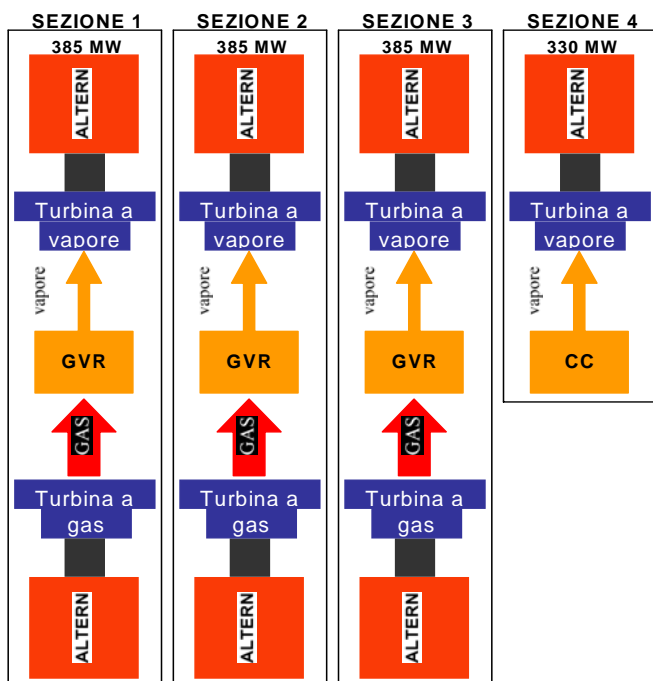 SEZIONE 1
385 MW
ALTERN
Turbina a
vapore
vapore
GVR
GAS
Turbina a
gas
ALTERN
SEZIONE 2
385 MW
ALTERN
Turbina a
vapore
vapore
GVR
GAS
Turbina a
gas
ALTERN
SEZIONE 3
385 MW
ALTERN
Turbina a
vapore
vapore
GVR
GAS
Turbina a
gas
ALTERN
SEZIONE 4
330 MW
ALTERN
Turbina a
vapore
vapore
CC